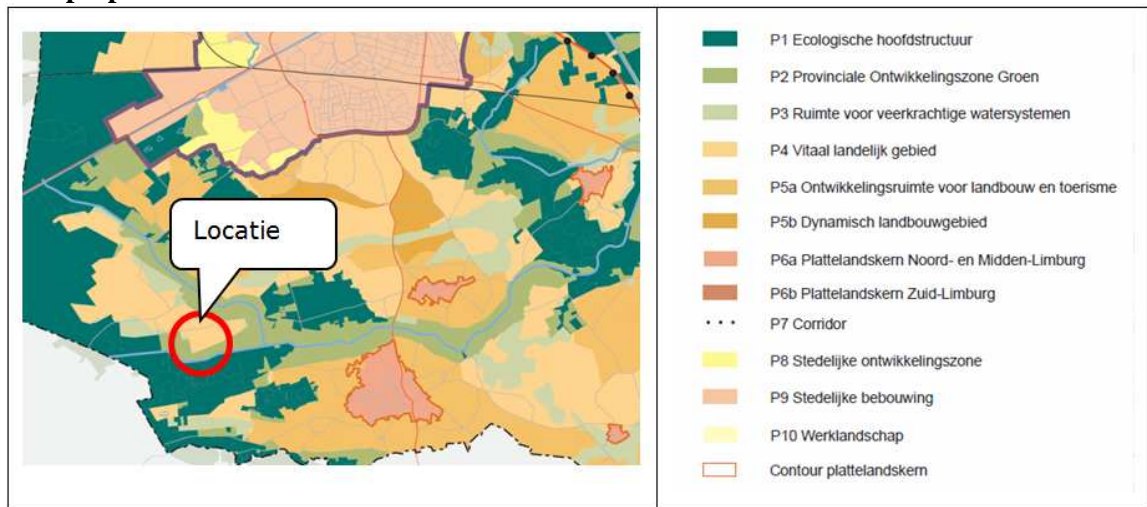 Locatie
P1 Ecologische hoofdstructuur
P2 Provinciale Ontwikkelingszone Groen
P3 Ruimte voor veerkrachtige watersystemen
P4 Vitaal landelijk gebied
P5a Ontwikkelingsruimte voor landbouw en toerisme
P5b Dynamisch landbouwgebied
P6a Plattelandskern Noord- en Midden-Limburg
P6b Plattelandskern Zuid-Limburg
P7 Corridor
P8 Stedelijke ontwikkelingszone
P9 Stedelijke bebouwing
P10 Werklandschap
Contour plattelandskern